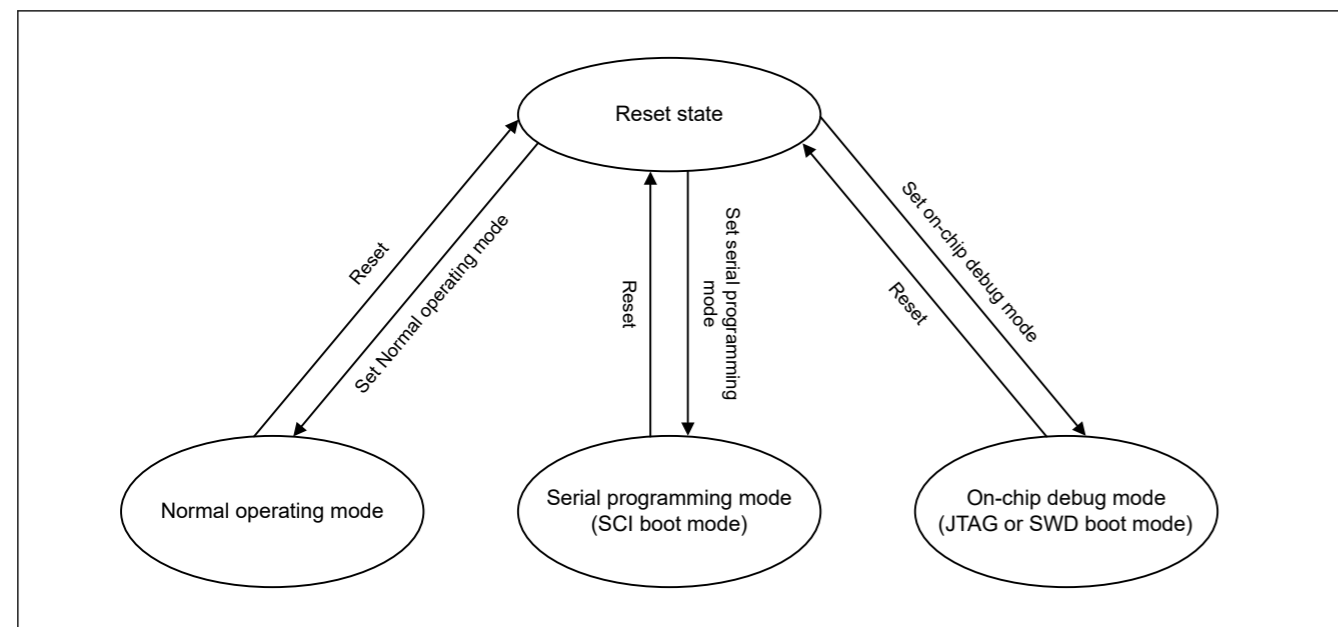 Reset state
Reset
Set Normal operating mode
Reset
Set serial programming
mode
Set on-chip debug mode
Reset
Normal operating mode
Serial programming mode
(SCI boot mode)
On-chip debug mode
(JTAG or SWD boot mode)